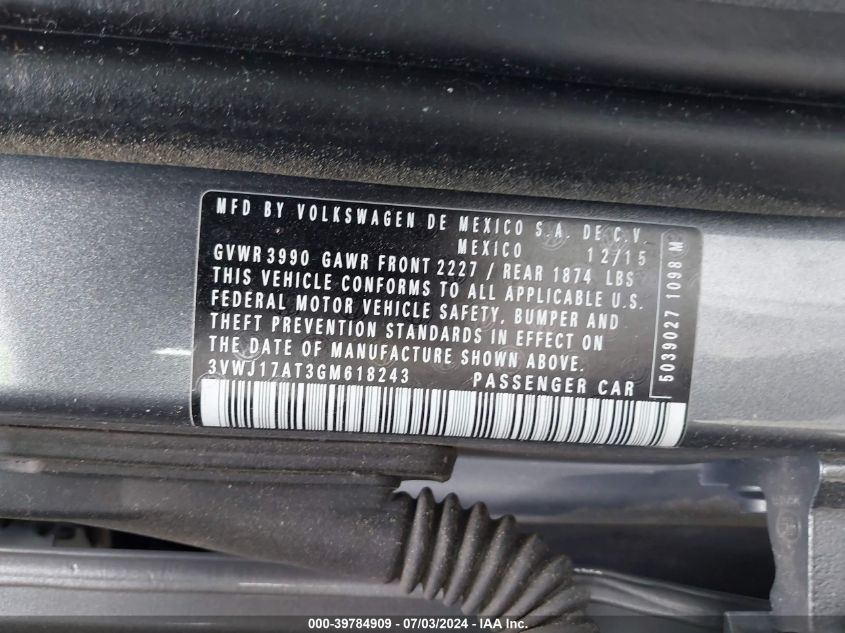 MFD BY VOLKSWAGEN DE MEXICO S.A. DE C.V.
MEXICO 12/15
GVWR 3990 GAWR FRONT 2227 / REAR 1874 LBS
THIS VEHICLE CONFORMS TO ALL APPLICABLE U.S.
FEDERAL MOTOR VEHICLE SAFETY, BUMPER AND
THEFT PREVENTION STANDARDS IN EFFECT ON
THE DATE OF MANUFACTURE SHOWN ABOVE.
3VWJ17AT3GM618243 PASSENGER CAR
5039027 1098 M
000-39784909 - 07/03/2024 - IAA Inc.